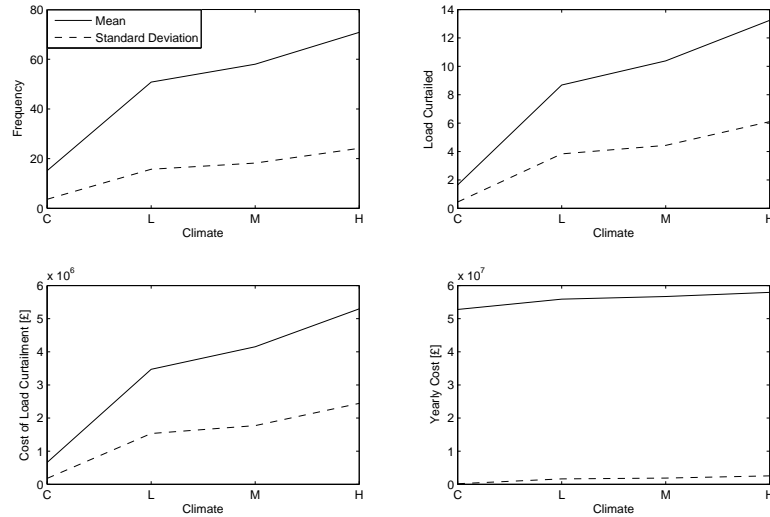 80
60
40
20
0
Frequency
Mean
Standard Deviation
C L M H
Climate
14
12
10
8
6
4
2
0
Load Curtailed
C L M H
Climate
x 10^6
6
5
4
3
2
1
0
Cost of Load Curtailment [£]
C L M H
Climate
x 10^7
6
5
4
3
2
1
0
Yearly Cost [£]
C L M H
Climate